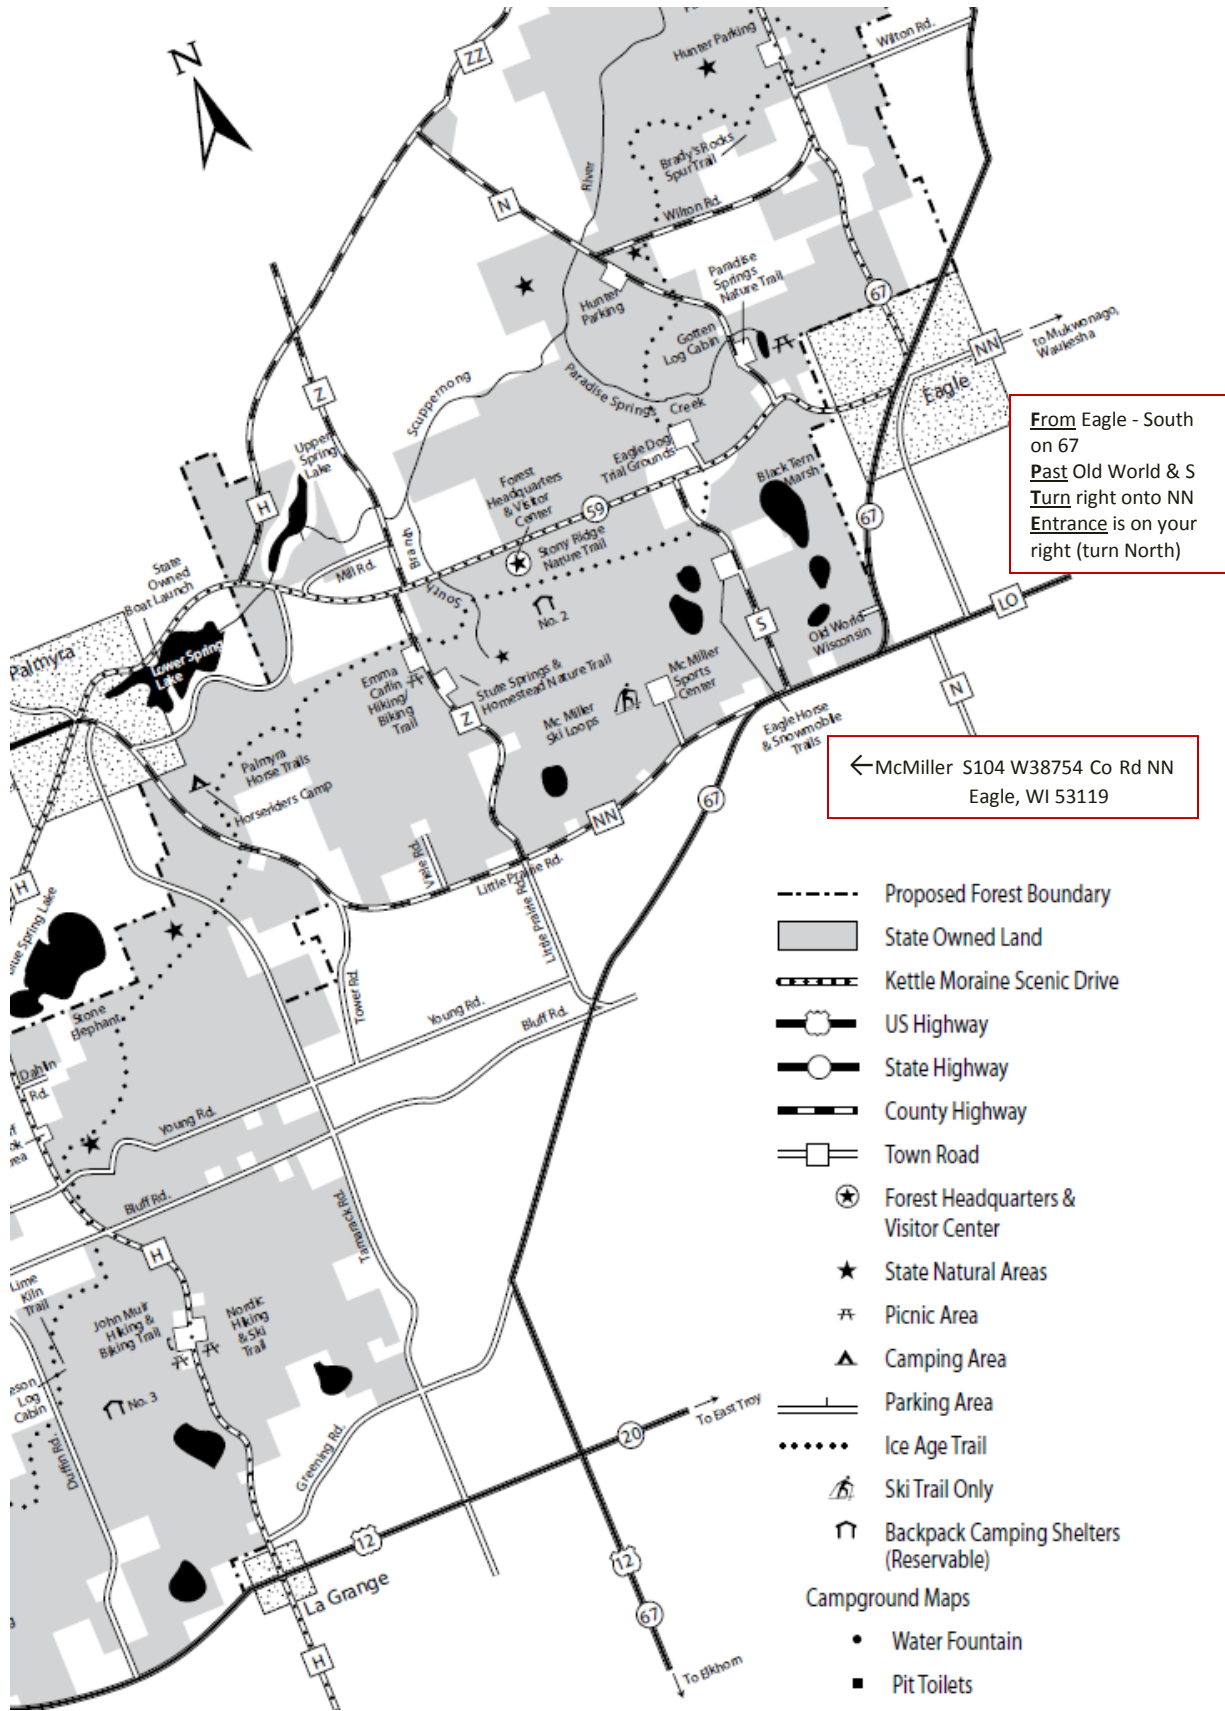 N
ZZ
Hunter Parking
Wilton Rd.
Brady's Rocks
Spur Trail
River
N
Wilton Rd.
Paradise
Springs
Nature Trail
Hunter
Parking
67
Gotten
Log Cabin
to Mukwonago,
Waukesha
NN
Eagle
Z
Scuppernong
Paradise Springs Creek
Upper
Spring
Lake
Eagle Dog
Trial Grounds
Black Tern
Marsh
From Eagle - South
on 67
Past Old World & S
Turn right onto NN
Entrance is on your
right (turn North)
Forest
Headquarters
& Visitor
Center
59
H
67
Stony Ridge
Nature Trail
Mill Rd.
Branch
South
State
Owned
Boat Launch
No. 2
S
LO
Old World
Wisconsin
Palmyra
Lower Spring
Lake
Emma
Carlin
Hiking/
Biking
Trail
Stute Springs &
Homestead Nature Trail
Mc Miller
Sports
Center
N
Z
Mc Miller
Ski Loops
Eagle Horse
& Snowmobile
Trails
Palmyra
Horse Trails
Horseriders Camp
←McMiller S104 W38754 Co Rd NN
Eagle, WI 53119
67
NN
Little Prairie Rd.
H
Little Prairie Rd.
Proposed Forest Boundary
State Owned Land
Kettle Moraine Scenic Drive
US Highway
State Highway
County Highway
Town Road
Forest Headquarters &
Visitor Center
State Natural Areas
Picnic Area
Camping Area
Parking Area
Ice Age Trail
Ski Trail Only
Backpack Camping Shelters
(Reservable)
Campground Maps
Water Fountain
Pit Toilets
Spring Lake
Stone
Elephant
Tower Rd.
Young Rd.
Bluff Rd.
Dahlin
Rd.
Young Rd.
Bluff Rd.
Tamarack Rd.
H
Lime
Kiln
Trail
John Muir
Hiking &
Biking Trail
Nordic
Hiking
& Ski
Trail
Log
Cabin
No. 3
Duffin Rd.
Greening Rd.
To East Troy
20
12
12
La Grange
67
H
To Elkhorn